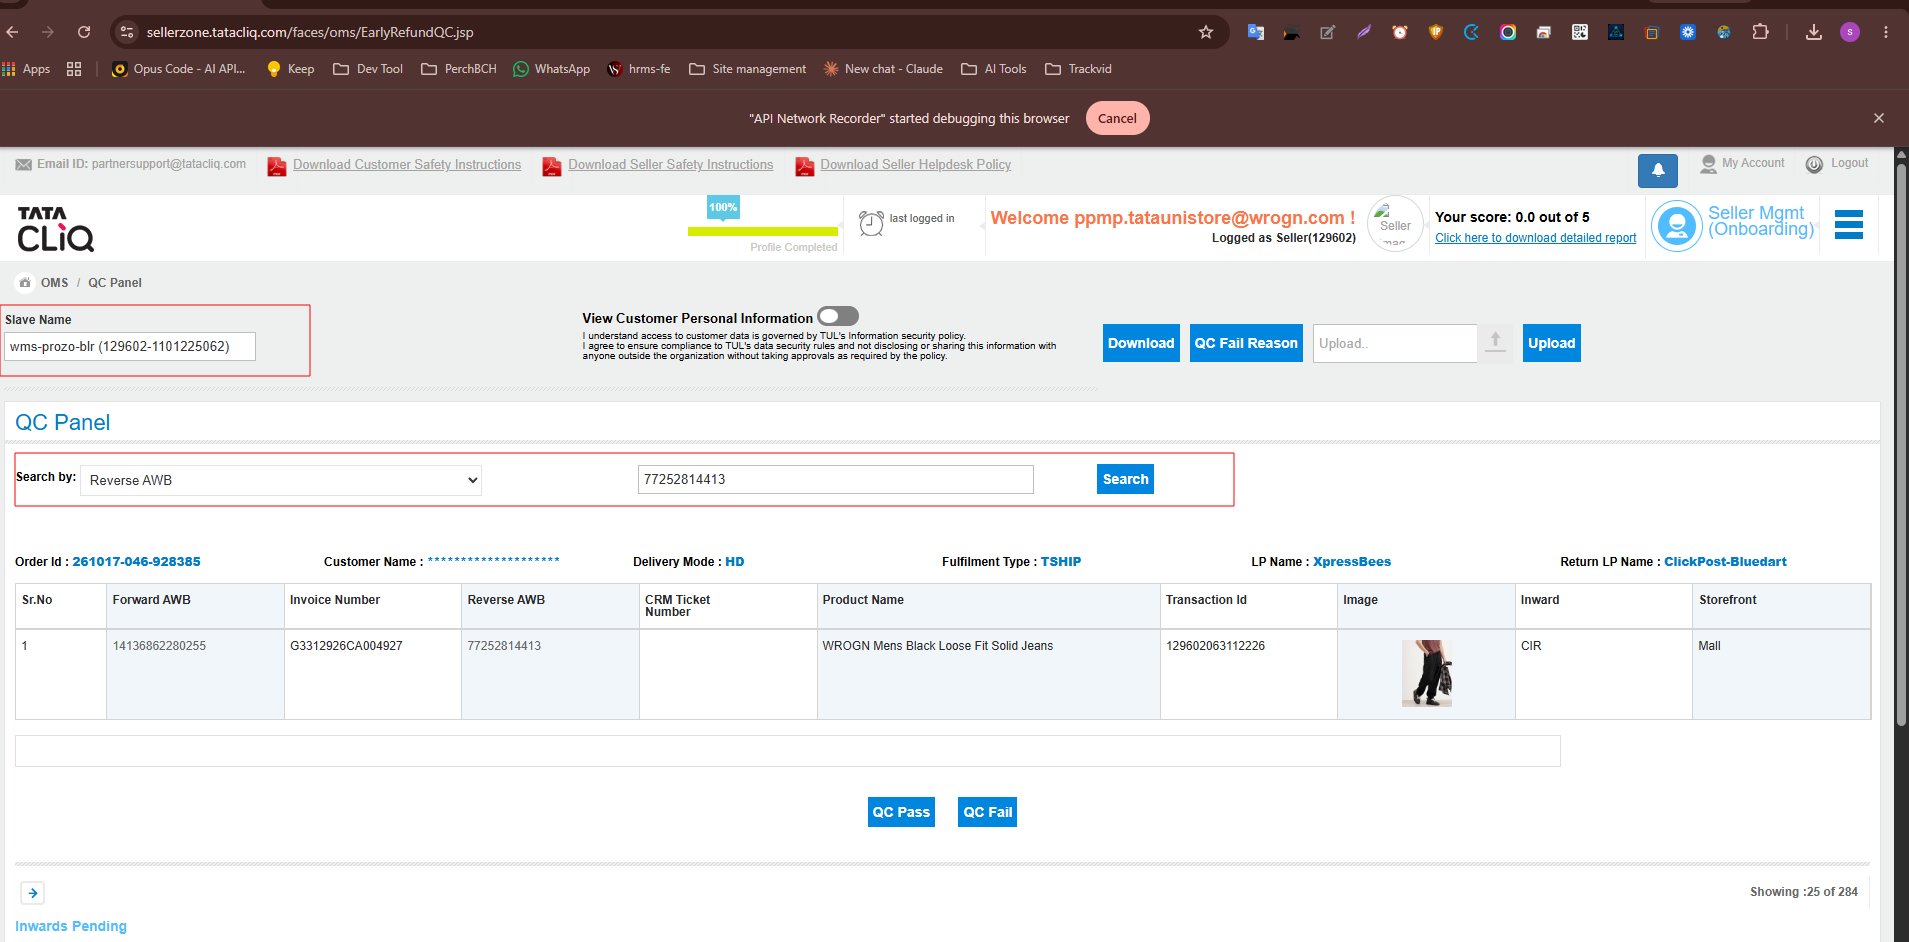 sellerzone.tatacliq.com/faces/oms/EarlyRefundQC.jsp
Apps
Opus Code - AI API...
Keep
Dev Tool
PerchBCH
WhatsApp
hrms-fe
Site management
New chat - Claude
AI Tools
Trackvid
"API Network Recorder" started debugging this browser
Cancel
Email ID: partnersupport@tatacliq.com
Download Customer Safety Instructions
Download Seller Safety Instructions
Download Seller Helpdesk Policy
My Account
Logout
TATA
CLiQ
100%
Profile Completed
last logged in
Welcome ppmp.tataunistore@wrogn.com !
Logged as Seller(129602)
Seller
Your score: 0.0 out of 5
Click here to download detailed report
Seller Mgmt
(Onboarding)
OMS / QC Panel
Slave Name
wms-prozo-blr (129602-1101225062)
View Customer Personal Information
I understand access to customer data is governed by TUL's Information security policy.
I agree to ensure compliance to TUL's data security rules and not disclosing or sharing this information with
anyone outside the organization without taking approvals as required by the policy.
Download
QC Fail Reason
Upload..
Upload
QC Panel
Search by:
Reverse AWB
77252814413
Search
Order Id : 261017-046-928385
Customer Name : ********************
Delivery Mode : HD
Fulfilment Type : TSHIP
LP Name : XpressBees
Return LP Name : ClickPost-Bluedart
Sr.No
Forward AWB
Invoice Number
Reverse AWB
CRM Ticket
Number
Product Name
Transaction Id
Image
Inward
Storefront
1
14136862280255
G3312926CA004927
77252814413
WROGN Mens Black Loose Fit Solid Jeans
129602063112226
CIR
Mall
QC Pass
QC Fail
Showing :25 of 284
Inwards Pending